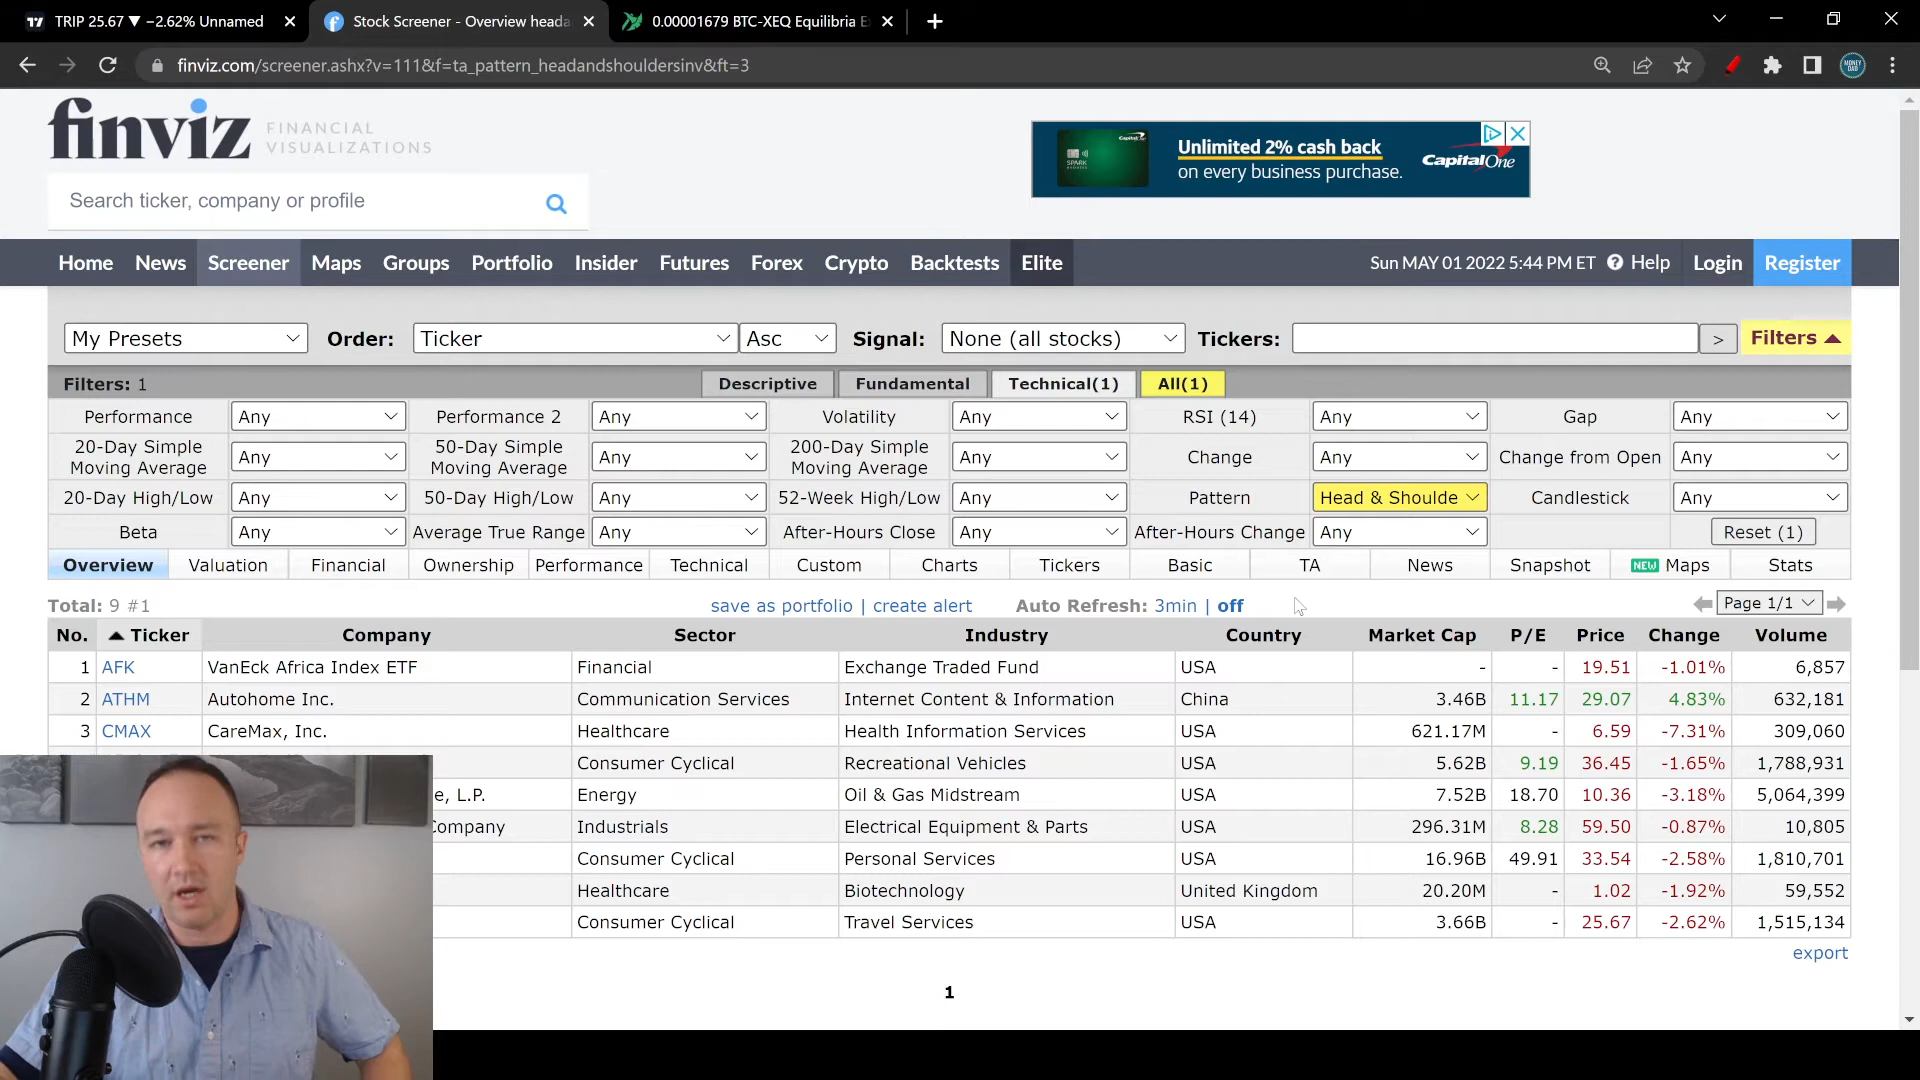 TRIP 25.67 ▼ −2.62% Unnamed
Stock Screener - Overview heada
0.00001679 BTC-XEQ Equilibria E
finviz.com/screener.ashx?v=111&f=ta_pattern_headandshouldersinv&ft=3
finviz FINANCIAL VISUALIZATIONS
Unlimited 2% cash back
on every business purchase.
Capital One
Search ticker, company or profile
Home News Screener Maps Groups Portfolio Insider Futures Forex Crypto Backtests Elite Sun MAY 01 2022 5:44 PM ET Help Login Register
My Presets Order: Ticker Asc Signal: None (all stocks) Tickers: > Filters
Filters: 1 Descriptive Fundamental Technical(1) All(1)
Performance Any Performance 2 Any Volatility Any RSI (14) Any Gap Any
20-Day Simple Moving Average Any 50-Day Simple Moving Average Any 200-Day Simple Moving Average Any Change Any Change from Open Any
20-Day High/Low Any 50-Day High/Low Any 52-Week High/Low Any Pattern Head & Shoulde Candlestick Any
Beta Any Average True Range Any After-Hours Close Any After-Hours Change Any Reset (1)
Overview Valuation Financial Ownership Performance Technical Custom Charts Tickers Basic TA News Snapshot NEW Maps Stats
Total: 9 #1 save as portfolio | create alert Auto Refresh: 3min | off Page 1/1
No. Ticker Company Sector Industry Country Market Cap P/E Price Change Volume
1 AFK VanEck Africa Index ETF Financial Exchange Traded Fund USA - - 19.51 -1.01% 6,857
2 ATHM Autohome Inc. Communication Services Internet Content & Information China 3.46B 11.17 29.07 4.83% 632,181
3 CMAX CareMax, Inc. Healthcare Health Information Services USA 621.17M - 6.59 -7.31% 309,060
Consumer Cyclical Recreational Vehicles USA 5.62B 9.19 36.45 -1.65% 1,788,931
e, L.P. Energy Oil & Gas Midstream USA 7.52B 18.70 10.36 -3.18% 5,064,399
Company Industrials Electrical Equipment & Parts USA 296.31M 8.28 59.50 -0.87% 10,805
Consumer Cyclical Personal Services USA 16.96B 49.91 33.54 -2.58% 1,810,701
Healthcare Biotechnology United Kingdom 20.20M - 1.02 -1.92% 59,552
Consumer Cyclical Travel Services USA 3.66B - 25.67 -2.62% 1,515,134
export
1